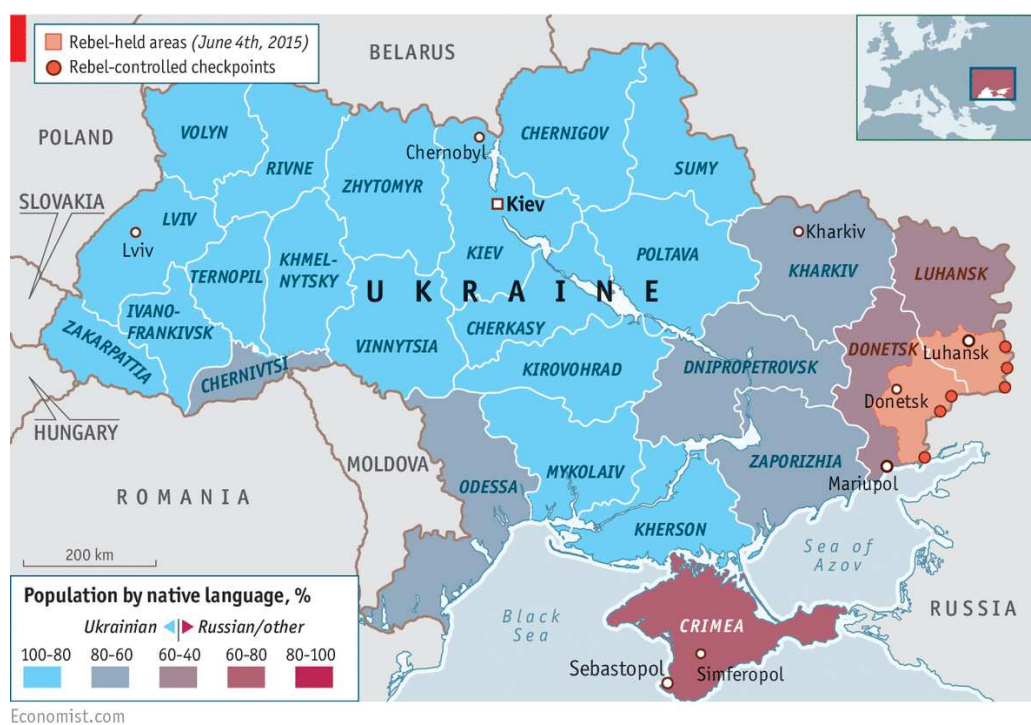 Rebel-held areas (June 4th, 2015)
Rebel-controlled checkpoints
BELARUS
POLAND
SLOVAKIA
HUNGARY
ROMANIA
MOLDOVA
RUSSIA
UKRAINE
VOLYN
RIVNE
ZHYTOMYR
Chernobyl
CHERNIGOV
SUMY
Kiev
KIEV
LVIV
Lviv
TERNOPIL
KHMEL-
NYTSKY
POLTAVA
Kharkiv
KHARKIV
LUHANSK
IVANO-
FRANKIVSK
ZAKARPATTIA
CHERNIVTSI
VINNYTSIA
CHERKASY
KIROVOHRAD
DNIPROPETROVSK
DONETSK
Luhansk
Donetsk
ZAPORIZHIA
Mariupol
ODESSA
MYKOLAIV
KHERSON
Sea of
Azov
Black
Sea
CRIMEA
Sebastopol
Simferopol
200 km
Population by native language, %
Ukrainian Russian/other
100-80 80-60 60-40 60-80 80-100
Economist.com